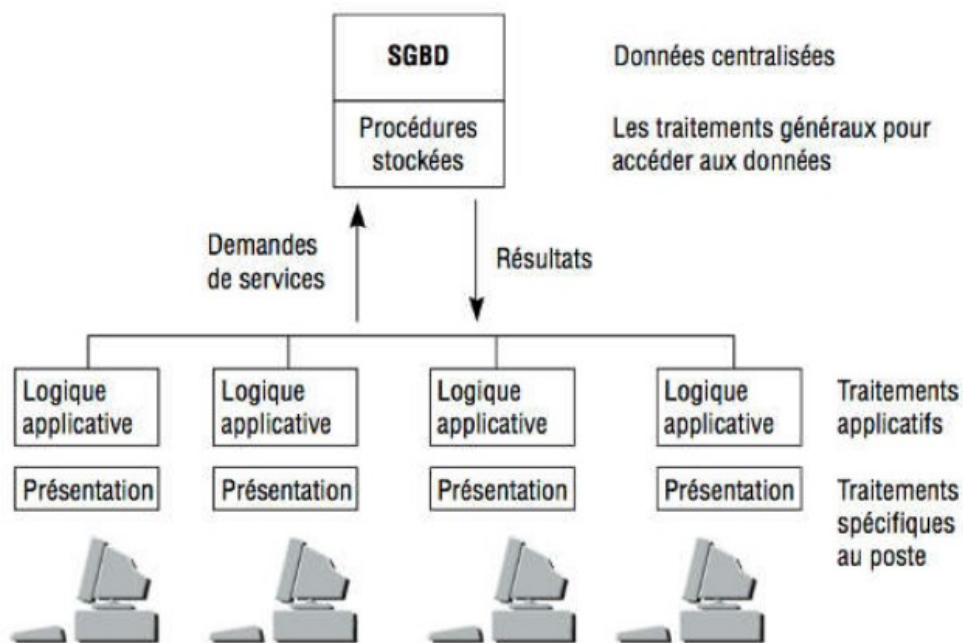 SGBD
Données centralisées
Procédures
stockées
Les traitements généraux pour
accéder aux données
Demandes
de services
Résultats
Logique
applicative
Logique
applicative
Logique
applicative
Logique
applicative
Traitements
applicatifs
Présentation
Présentation
Présentation
Présentation
Traitements
spécifiques
au poste